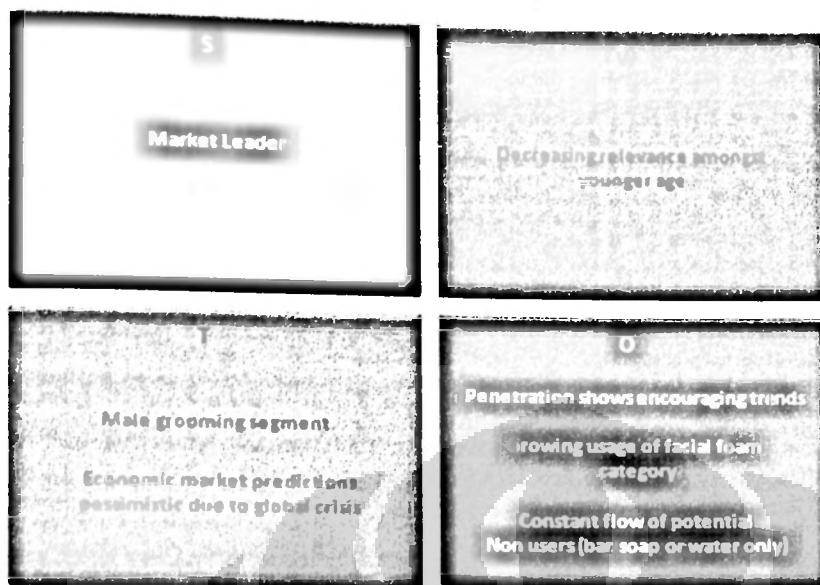 S
Market Leader
Decreasing relevance amongst
younger age
T
Male grooming segment
Economic market predictions
pessimistic due to global crisis
O
Penetration shows encouraging trends
Growing usage of facial foam
category
Constant flow of potential
Non users (bar soap or water only)